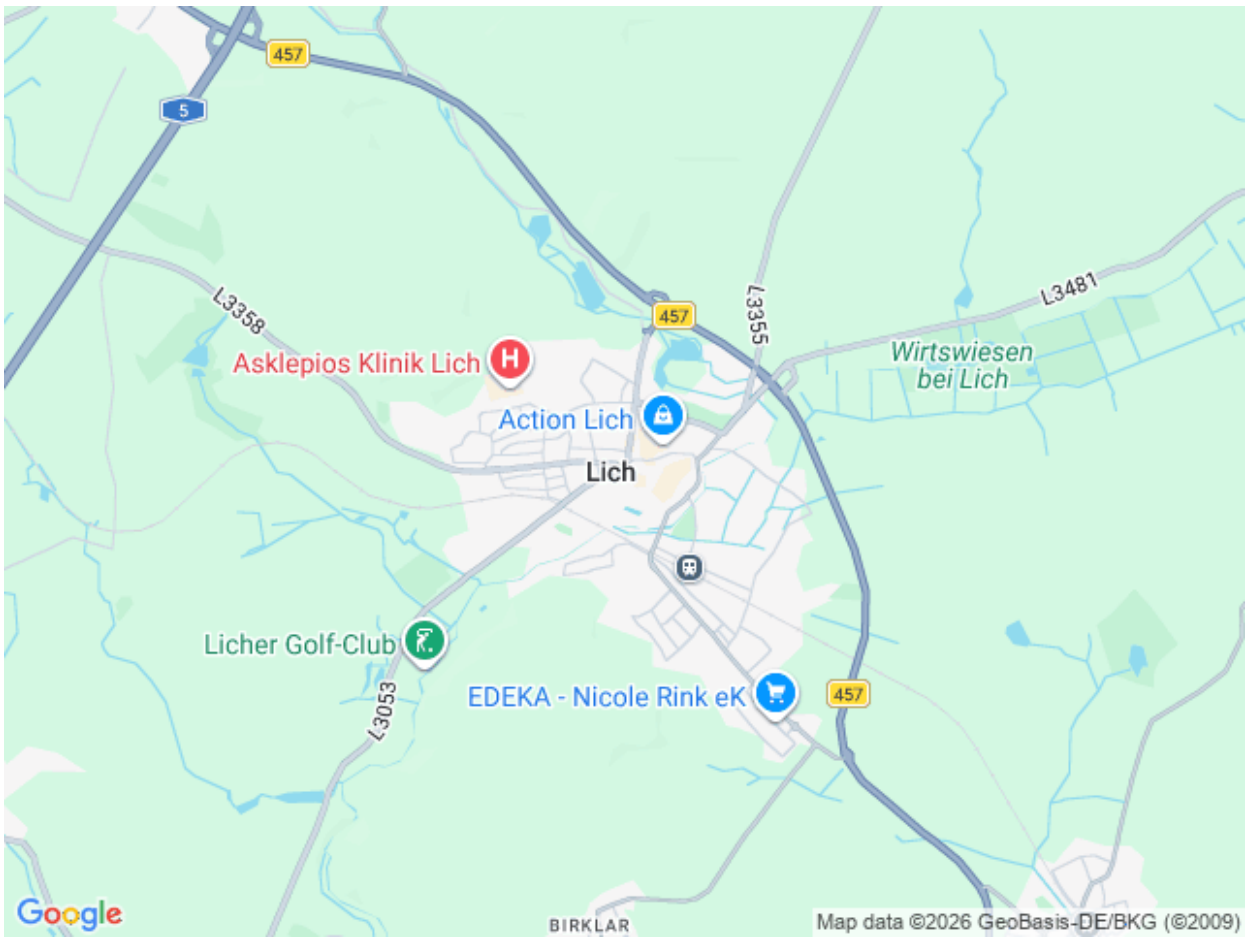 457
5
L3358
457
L3355
L3481
Wirtswiesen
bei Lich
Asklepios Klinik Lich
H
Action Lich
Lich
Licher Golf-Club
L3053
EDEKA - Nicole Rink eK
457
BIRKLAR
Google
Map data ©2026 GeoBasis-DE/BKG (©2009)